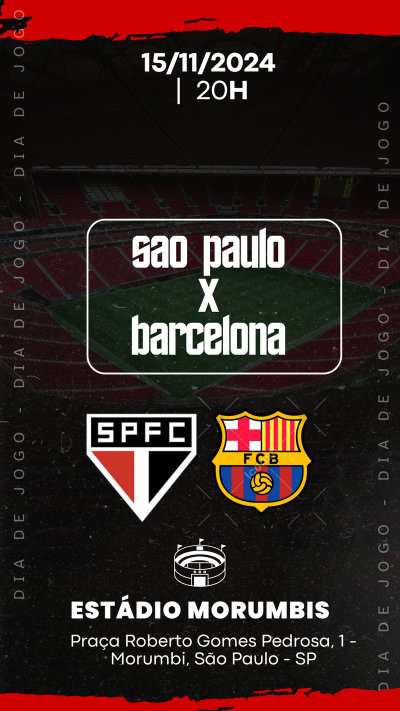 15/11/2024
| 20H
sao paulo
x
barcelona
SPFC
FCB
ESTÁDIO MORUMBIS
Praça Roberto Gomes Pedrosa, 1 -
Morumbi, São Paulo - SP
DIA DE JOGO - DIA DE JOGO - DIA DE JOGO
DIA DE JOGO - DIA DE JOGO - DIA DE JOGO